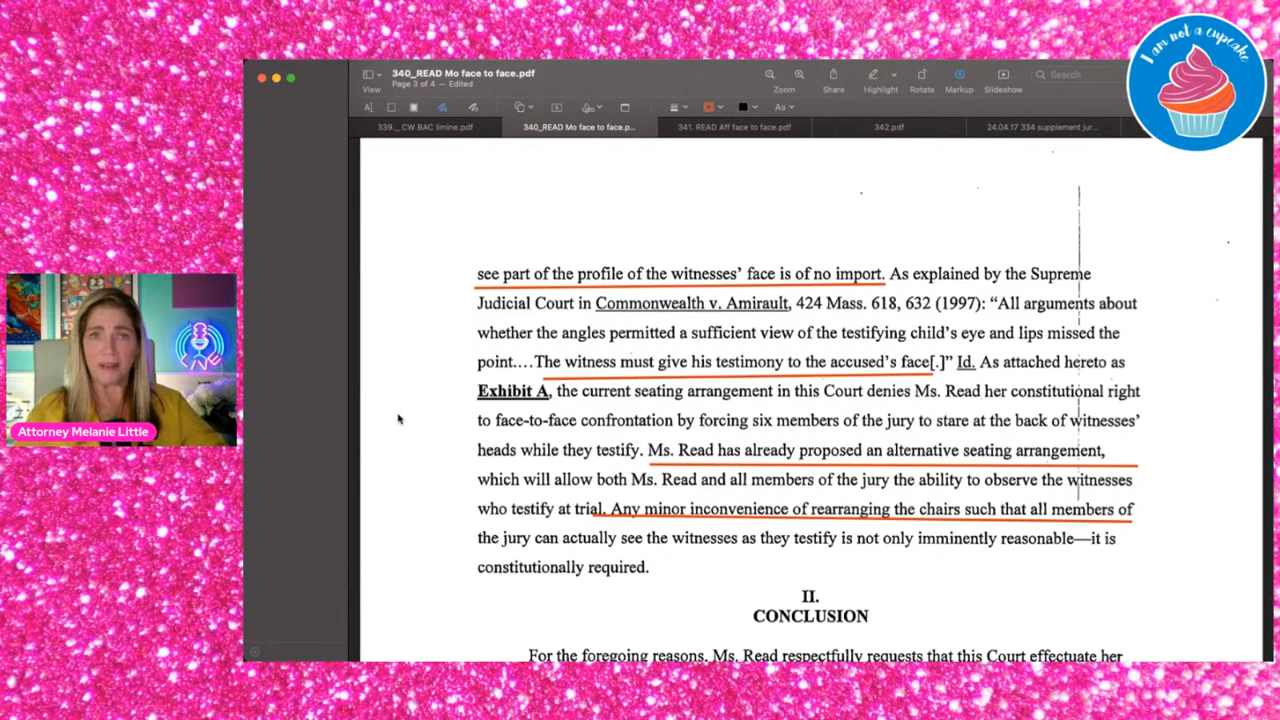 I am not a cupcake
340_READ Mo face to face.pdf
Page 3 of 4 – Edited
View
Zoom
Share
Highlight
Rotate
Markup
Slideshow
Search
Aa
339._ CW BAC limine.pdf
340_READ Mo face to face.p...
341. READ Aff face to face.pdf
342.pdf
24.04.17 334 supplement jur...
see part of the profile of the witnesses’ face is of no import. As explained by the Supreme
Judicial Court in Commonwealth v. Amirault, 424 Mass. 618, 632 (1997): “All arguments about
whether the angles permitted a sufficient view of the testifying child’s eye and lips missed the
point.…The witness must give his testimony to the accused’s face[.]” Id. As attached hereto as
Exhibit A, the current seating arrangement in this Court denies Ms. Read her constitutional right
to face-to-face confrontation by forcing six members of the jury to stare at the back of witnesses’
heads while they testify. Ms. Read has already proposed an alternative seating arrangement,
which will allow both Ms. Read and all members of the jury the ability to observe the witnesses
who testify at trial. Any minor inconvenience of rearranging the chairs such that all members of
the jury can actually see the witnesses as they testify is not only imminently reasonable—it is
constitutionally required.
II.
CONCLUSION
For the foregoing reasons, Ms. Read respectfully requests that this Court effectuate her
LIVE
Attorney Melanie Little